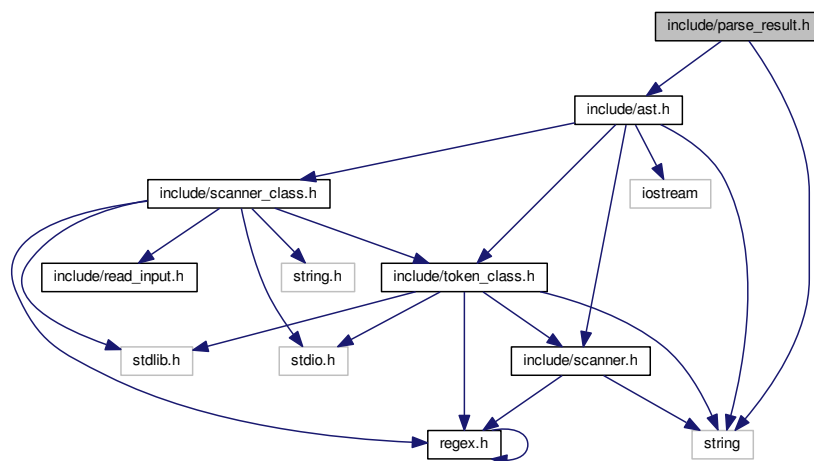 include/parse_result.h
include/ast.h
include/scanner_class.h
iostream
include/read_input.h
string.h
include/token_class.h
stdlib.h
stdio.h
include/scanner.h
regex.h
string